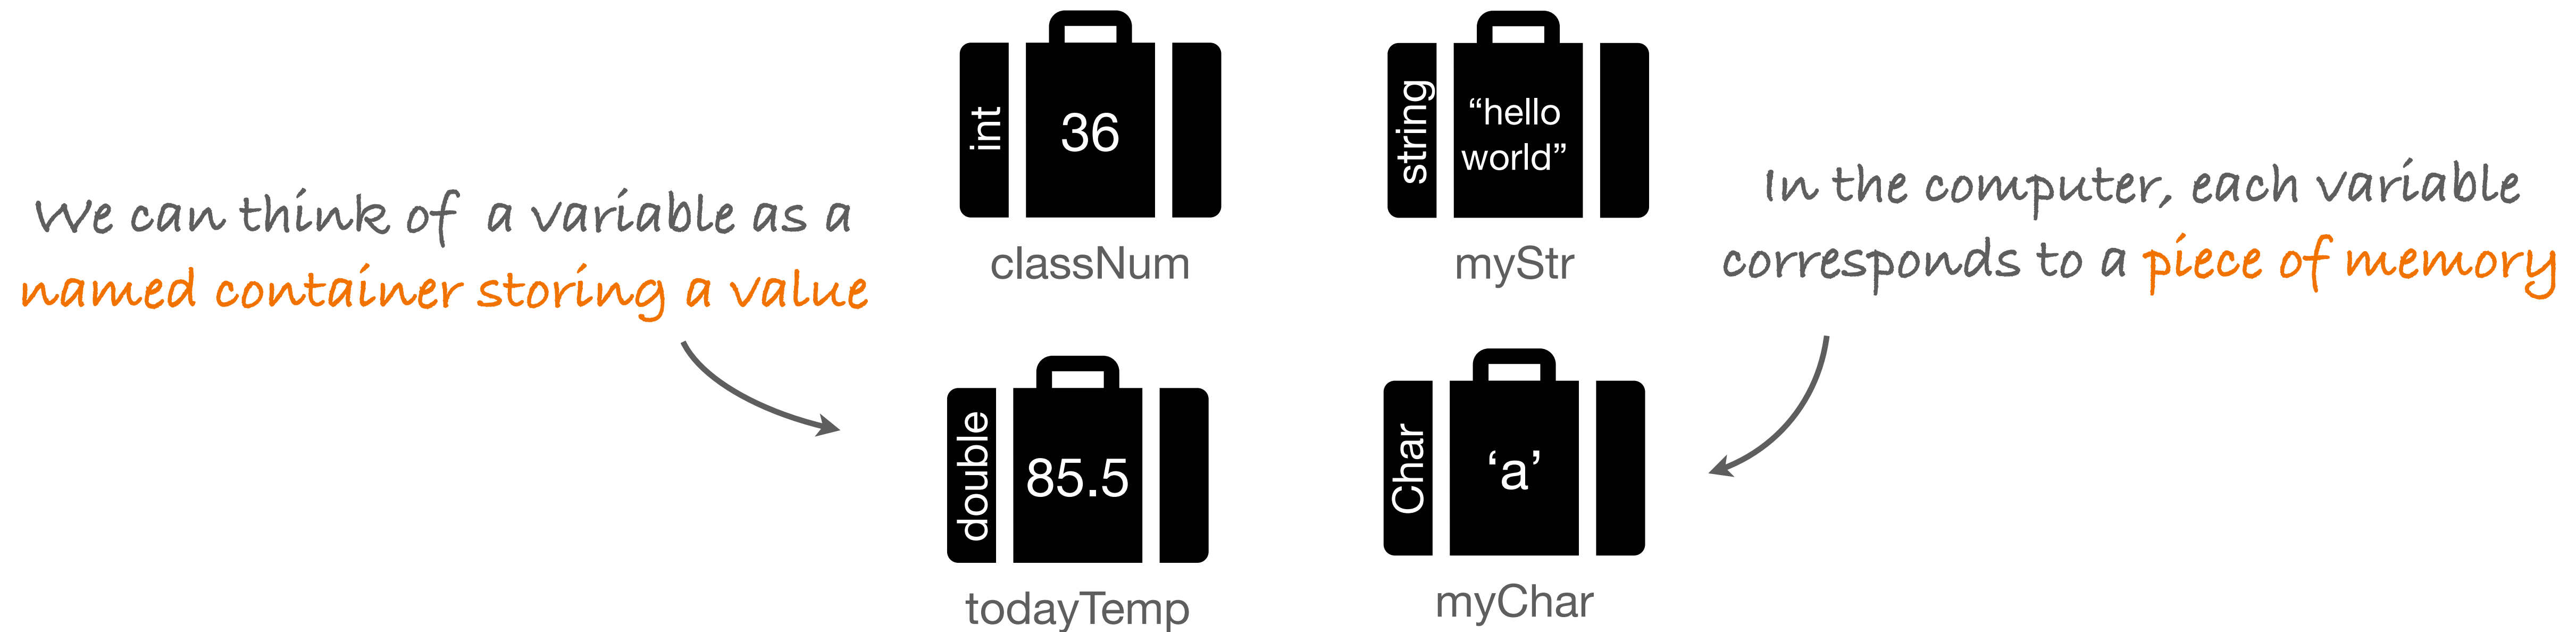 We can think of a variable as a
named container storing a value
int
36
classNum
string
“hello
world”
myStr
In the computer, each variable
corresponds to a piece of memory
double
85.5
todayTemp
Char
‘a’
myChar